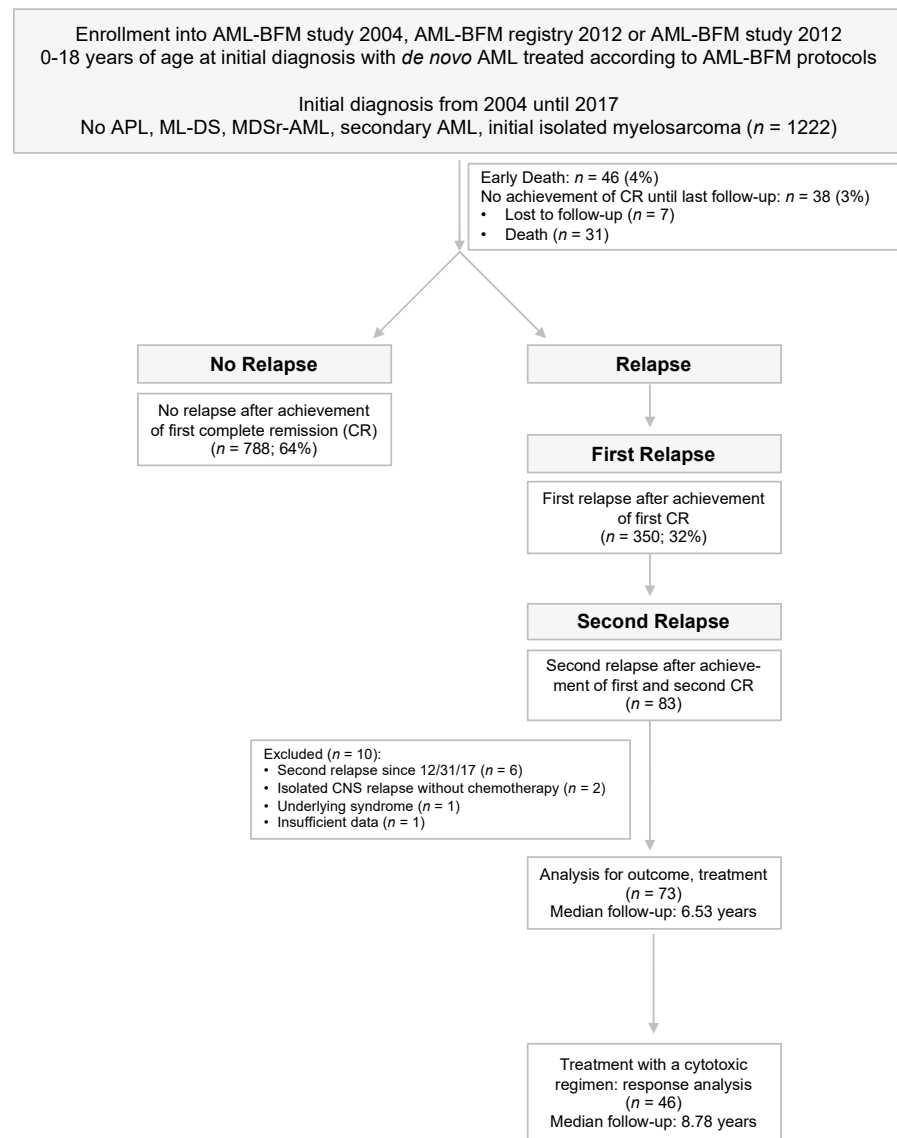 Enrollment into AML-BFM study 2004, AML-BFM registry 2012 or AML-BFM study 2012
0-18 years of age at initial diagnosis with de novo AML treated according to AML-BFM protocols
Initial diagnosis from 2004 until 2017
No APL, ML-DS, MDSr-AML, secondary AML, initial isolated myelosarcoma (n = 1222)
Early Death: n = 46 (4%)
No achievement of CR until last follow-up: n = 38 (3%)
• Lost to follow-up (n = 7)
• Death (n = 31)
No Relapse
No relapse after achievement
of first complete remission (CR)
(n = 788; 64%)
Relapse
First Relapse
First relapse after achievement
of first CR
(n = 350; 32%)
Second Relapse
Second relapse after achieve-
ment of first and second CR
(n = 83)
Excluded (n = 10):
• Second relapse since 12/31/17 (n = 6)
• Isolated CNS relapse without chemotherapy (n = 2)
• Underlying syndrome (n = 1)
• Insufficient data (n = 1)
Analysis for outcome, treatment
(n = 73)
Median follow-up: 6.53 years
Treatment with a cytotoxic
regimen: response analysis
(n = 46)
Median follow-up: 8.78 years